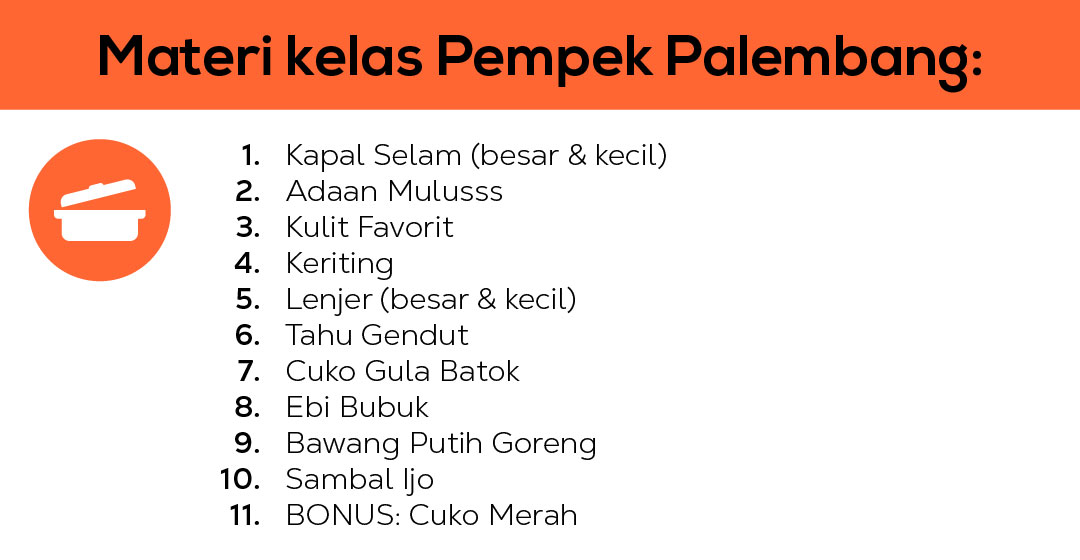 Materi kelas Pempek Palembang:
1. Kapal Selam (besar & kecil)
2. Adaan Mulusss
3. Kulit Favorit
4. Keriting
5. Lenjer (besar & kecil)
6. Tahu Gendut
7. Cuko Gula Batok
8. Ebi Bubuk
9. Bawang Putih Goreng
10. Sambal Ijo
11. BONUS: Cuko Merah